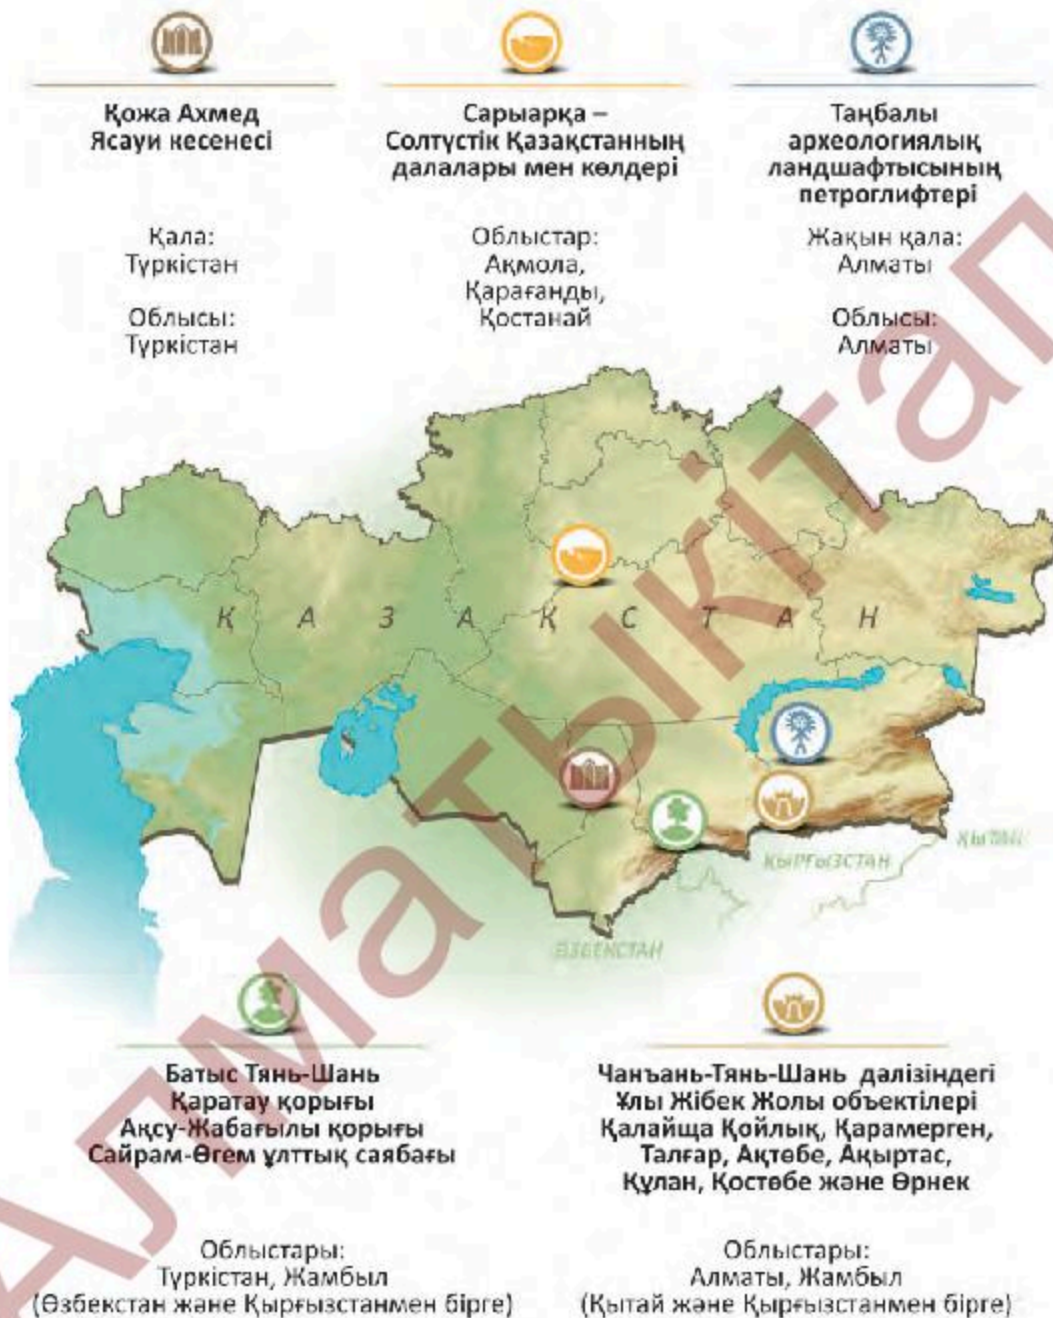 Қожа Ахмед
Ясауи кесенесі
Қала:
Түркістан
Облысы:
Түркістан
Сарыарқа –
Солтүстік Қазақстанның
далалары мен көлдері
Облыстар:
Ақмола,
Қарағанды,
Қостанай
Таңбалы
археологиялық
ландшафтысының
петроглифтері
Жақын қала:
Алматы
Облысы:
Алматы
ҚАЗАҚСТАН
ҚЫТАЙ
ҚЫРҒЫЗСТАН
ӨЗБЕКСТАН
Батыс Тянь-Шань
Қаратау қорығы
Ақсу-Жабағылы қорығы
Сайрам-Өгем ұлттық саябағы
Облыстары:
Түркістан, Жамбыл
(Өзбекстан және Қырғызстанмен бірге)
Чанъань-Тянь-Шань дәлізіндегі
Ұлы Жібек Жолы объектілері
Қалайща Қойлық, Қарамерген,
Талғар, Ақтөбе, Ақыртас,
Құлан, Қостөбе және Өрнек
Облыстары:
Алматы, Жамбыл
(Қытай және Қырғызстанмен бірге)
Алматыкітап